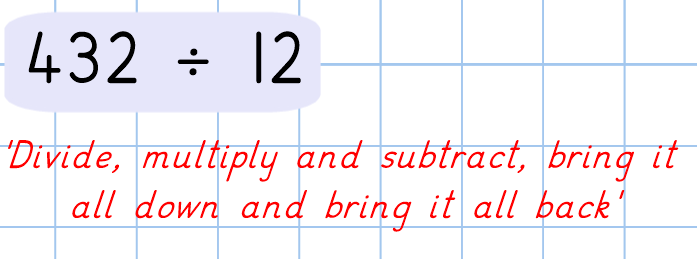 432 ÷ 12
'Divide, multiply and subtract, bring it
all down and bring it all back'